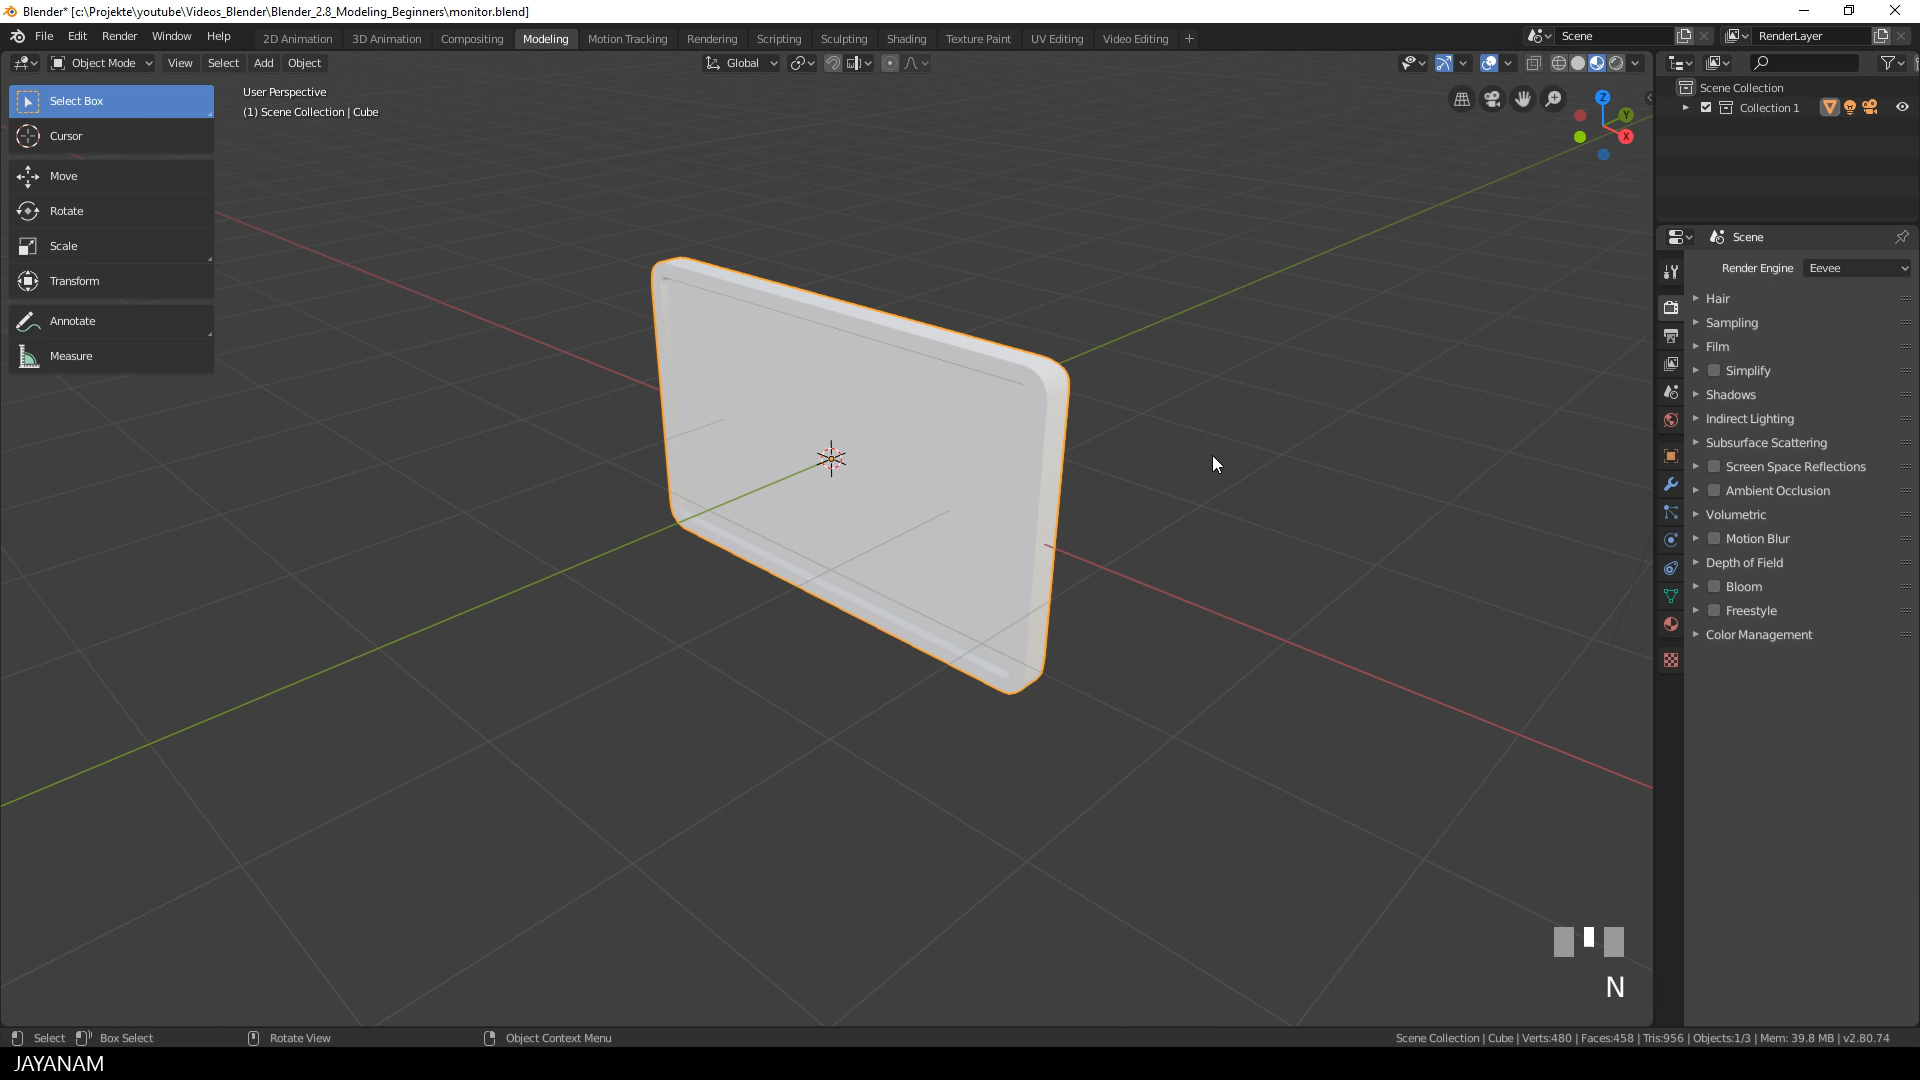 Blender* [c:\Projekte\youtube\Videos_Blender\Blender_2.8_Modeling_Beginners\monitor.blend]
File Edit Render Window Help 2D Animation 3D Animation Compositing Modeling Motion Tracking Rendering Scripting Sculpting Shading Texture Paint UV Editing Video Editing + Scene RenderLayer
Object Mode View Select Add Object Global
Select Box
Cursor
Move
Rotate
Scale
Transform
Annotate
Measure
User Perspective
(1) Scene Collection | Cube
Z
Y
X
Scene Collection
Collection 1
Scene
Render Engine Eevee
Hair
Sampling
Film
Simplify
Shadows
Indirect Lighting
Subsurface Scattering
Screen Space Reflections
Ambient Occlusion
Volumetric
Motion Blur
Depth of Field
Bloom
Freestyle
Color Management
N
Select Box Select Rotate View Object Context Menu Scene Collection | Cube | Verts:480 | Faces:458 | Tris:956 | Objects:1/3 | Mem: 39.8 MB | v2.80.74
JAYANAM